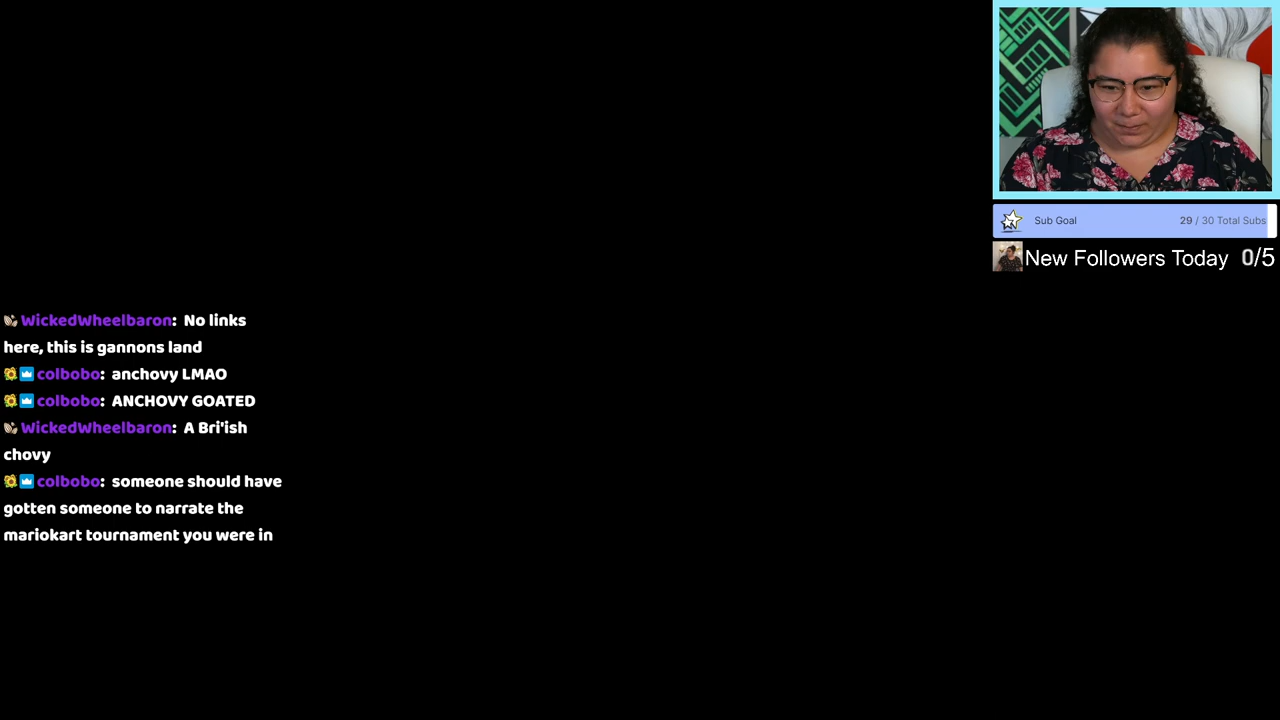 Sub Goal 29 / 30 Total Subs
New Followers Today 0/5
WickedWheelbaron: No links
here, this is gannons land
colbobo: anchovy LMAO
colbobo: ANCHOVY GOATED
WickedWheelbaron: A Bri'ish
chovy
colbobo: someone should have
gotten someone to narrate the
mariokart tournament you were in